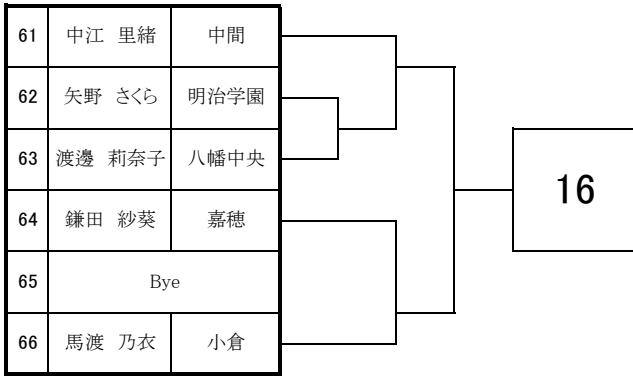 61 中江 里緒 中間
62 矢野 さくら 明治学園
63 渡邊 莉奈子 八幡中央
64 鎌田 紗葵 嘉穂
65 Bye
66 馬渡 乃衣 小倉
16